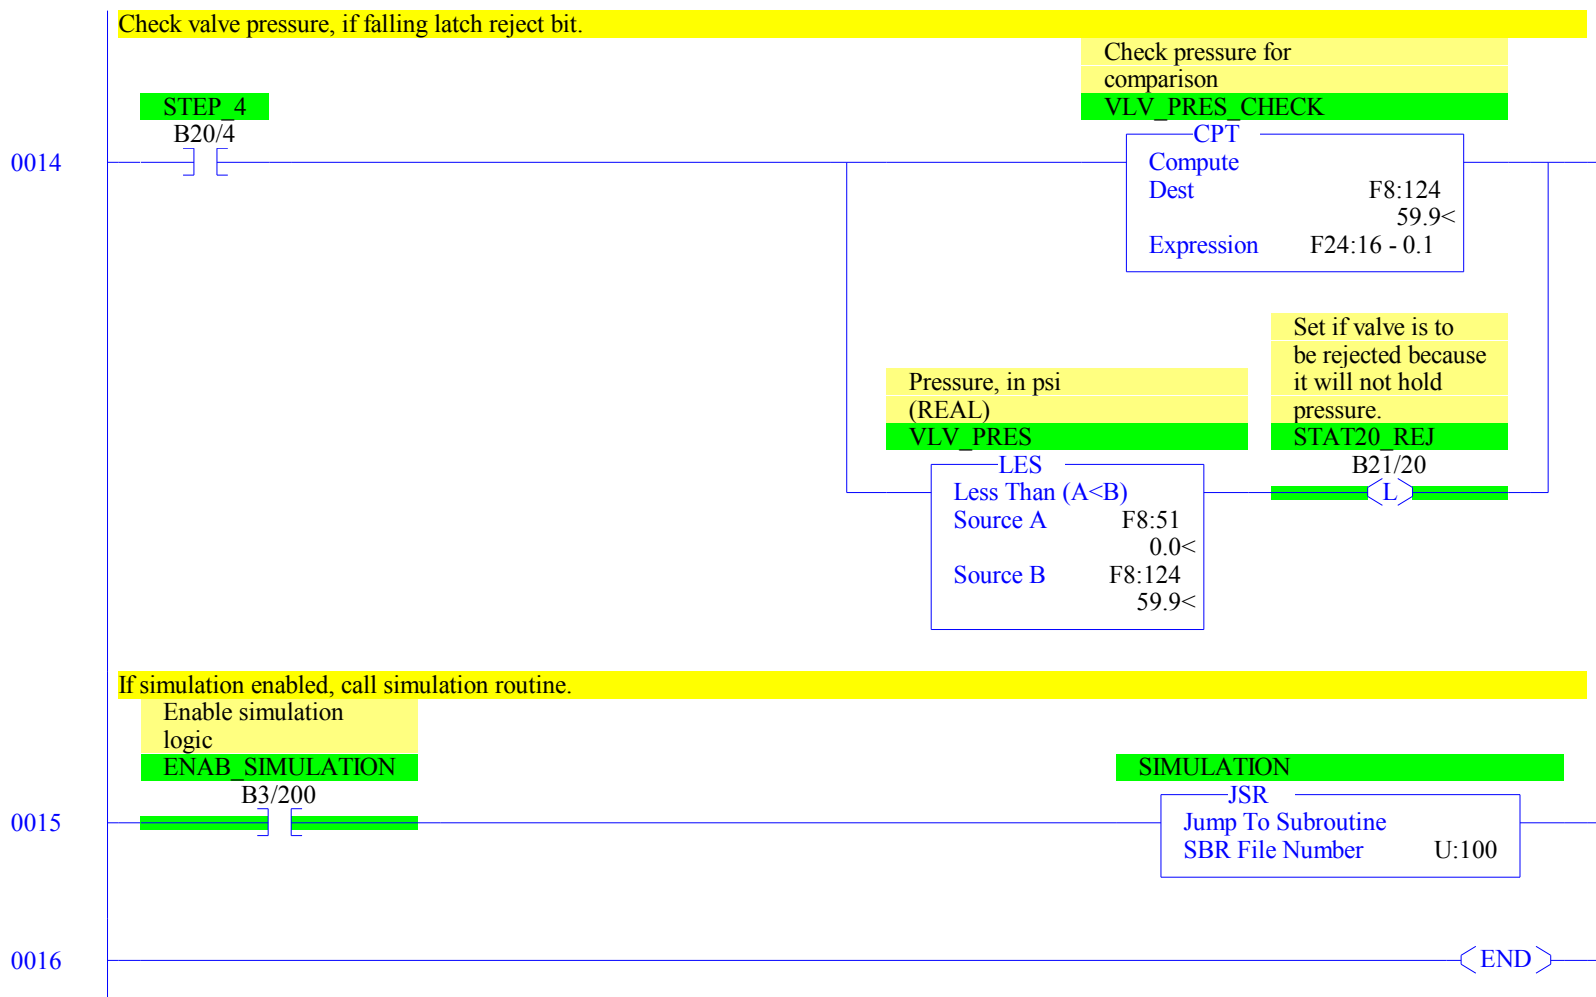 Check valve pressure, if falling latch reject bit.
Check pressure for
comparison
STEP_4
VLV_PRES_CHECK
B20/4
CPT
0014
Compute
Dest F8:124
59.9<
Expression F24:16 - 0.1
Set if valve is to
be rejected because
it will not hold
pressure.
Pressure, in psi
(REAL)
VLV_PRES
STAT20_REJ
LES
B21/20
Less Than (A<B)
L
Source A F8:51
0.0<
Source B F8:124
59.9<
If simulation enabled, call simulation routine.
Enable simulation
logic
ENAB_SIMULATION
SIMULATION
B3/200
JSR
0015
Jump To Subroutine
SBR File Number U:100
0016
END